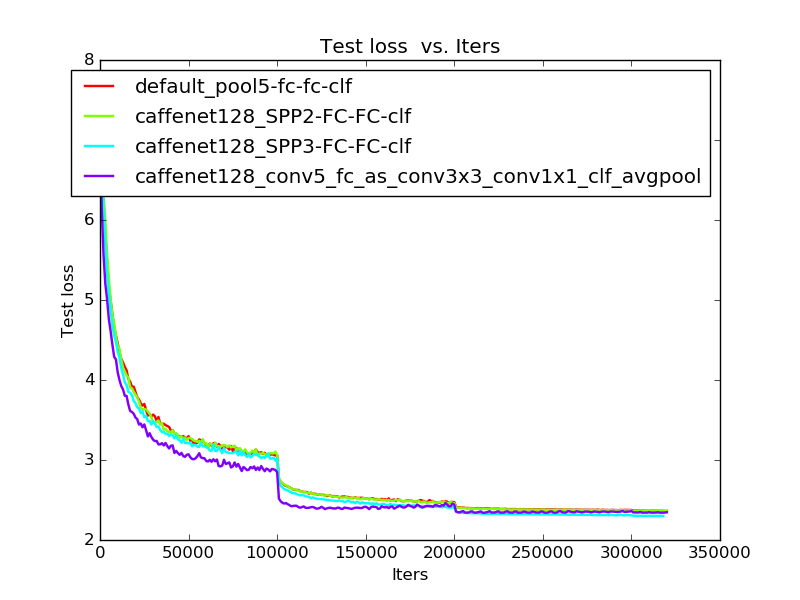 Test loss  vs. Iters
8
default_pool5-fc-fc-clf
caffenet128_SPP2-FC-FC-clf
caffenet128_SPP3-FC-FC-clf
caffenet128_conv5_fc_as_conv3x3_conv1x1_clf_avgpool
6
5
Test loss
4
3
2
0 50000 100000 150000 200000 250000 300000 350000
Iters